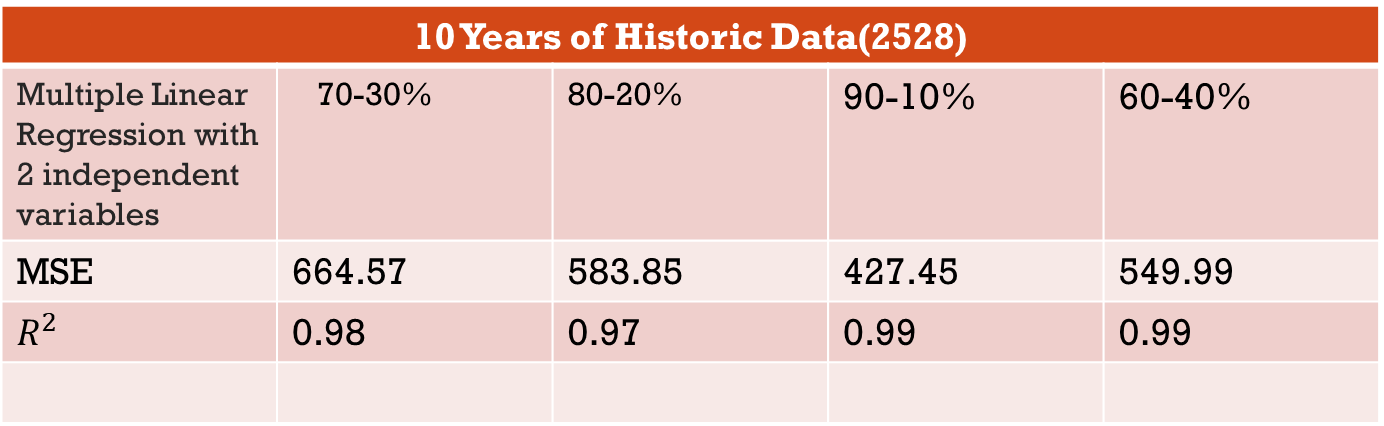 10 Years of Historic Data(2528)
Multiple Linear 70-30% 80-20% 90-10% 60-40%
Regression with
2 independent
variables
MSE 664.57 583.85 427.45 549.99
R² 0.98 0.97 0.99 0.99